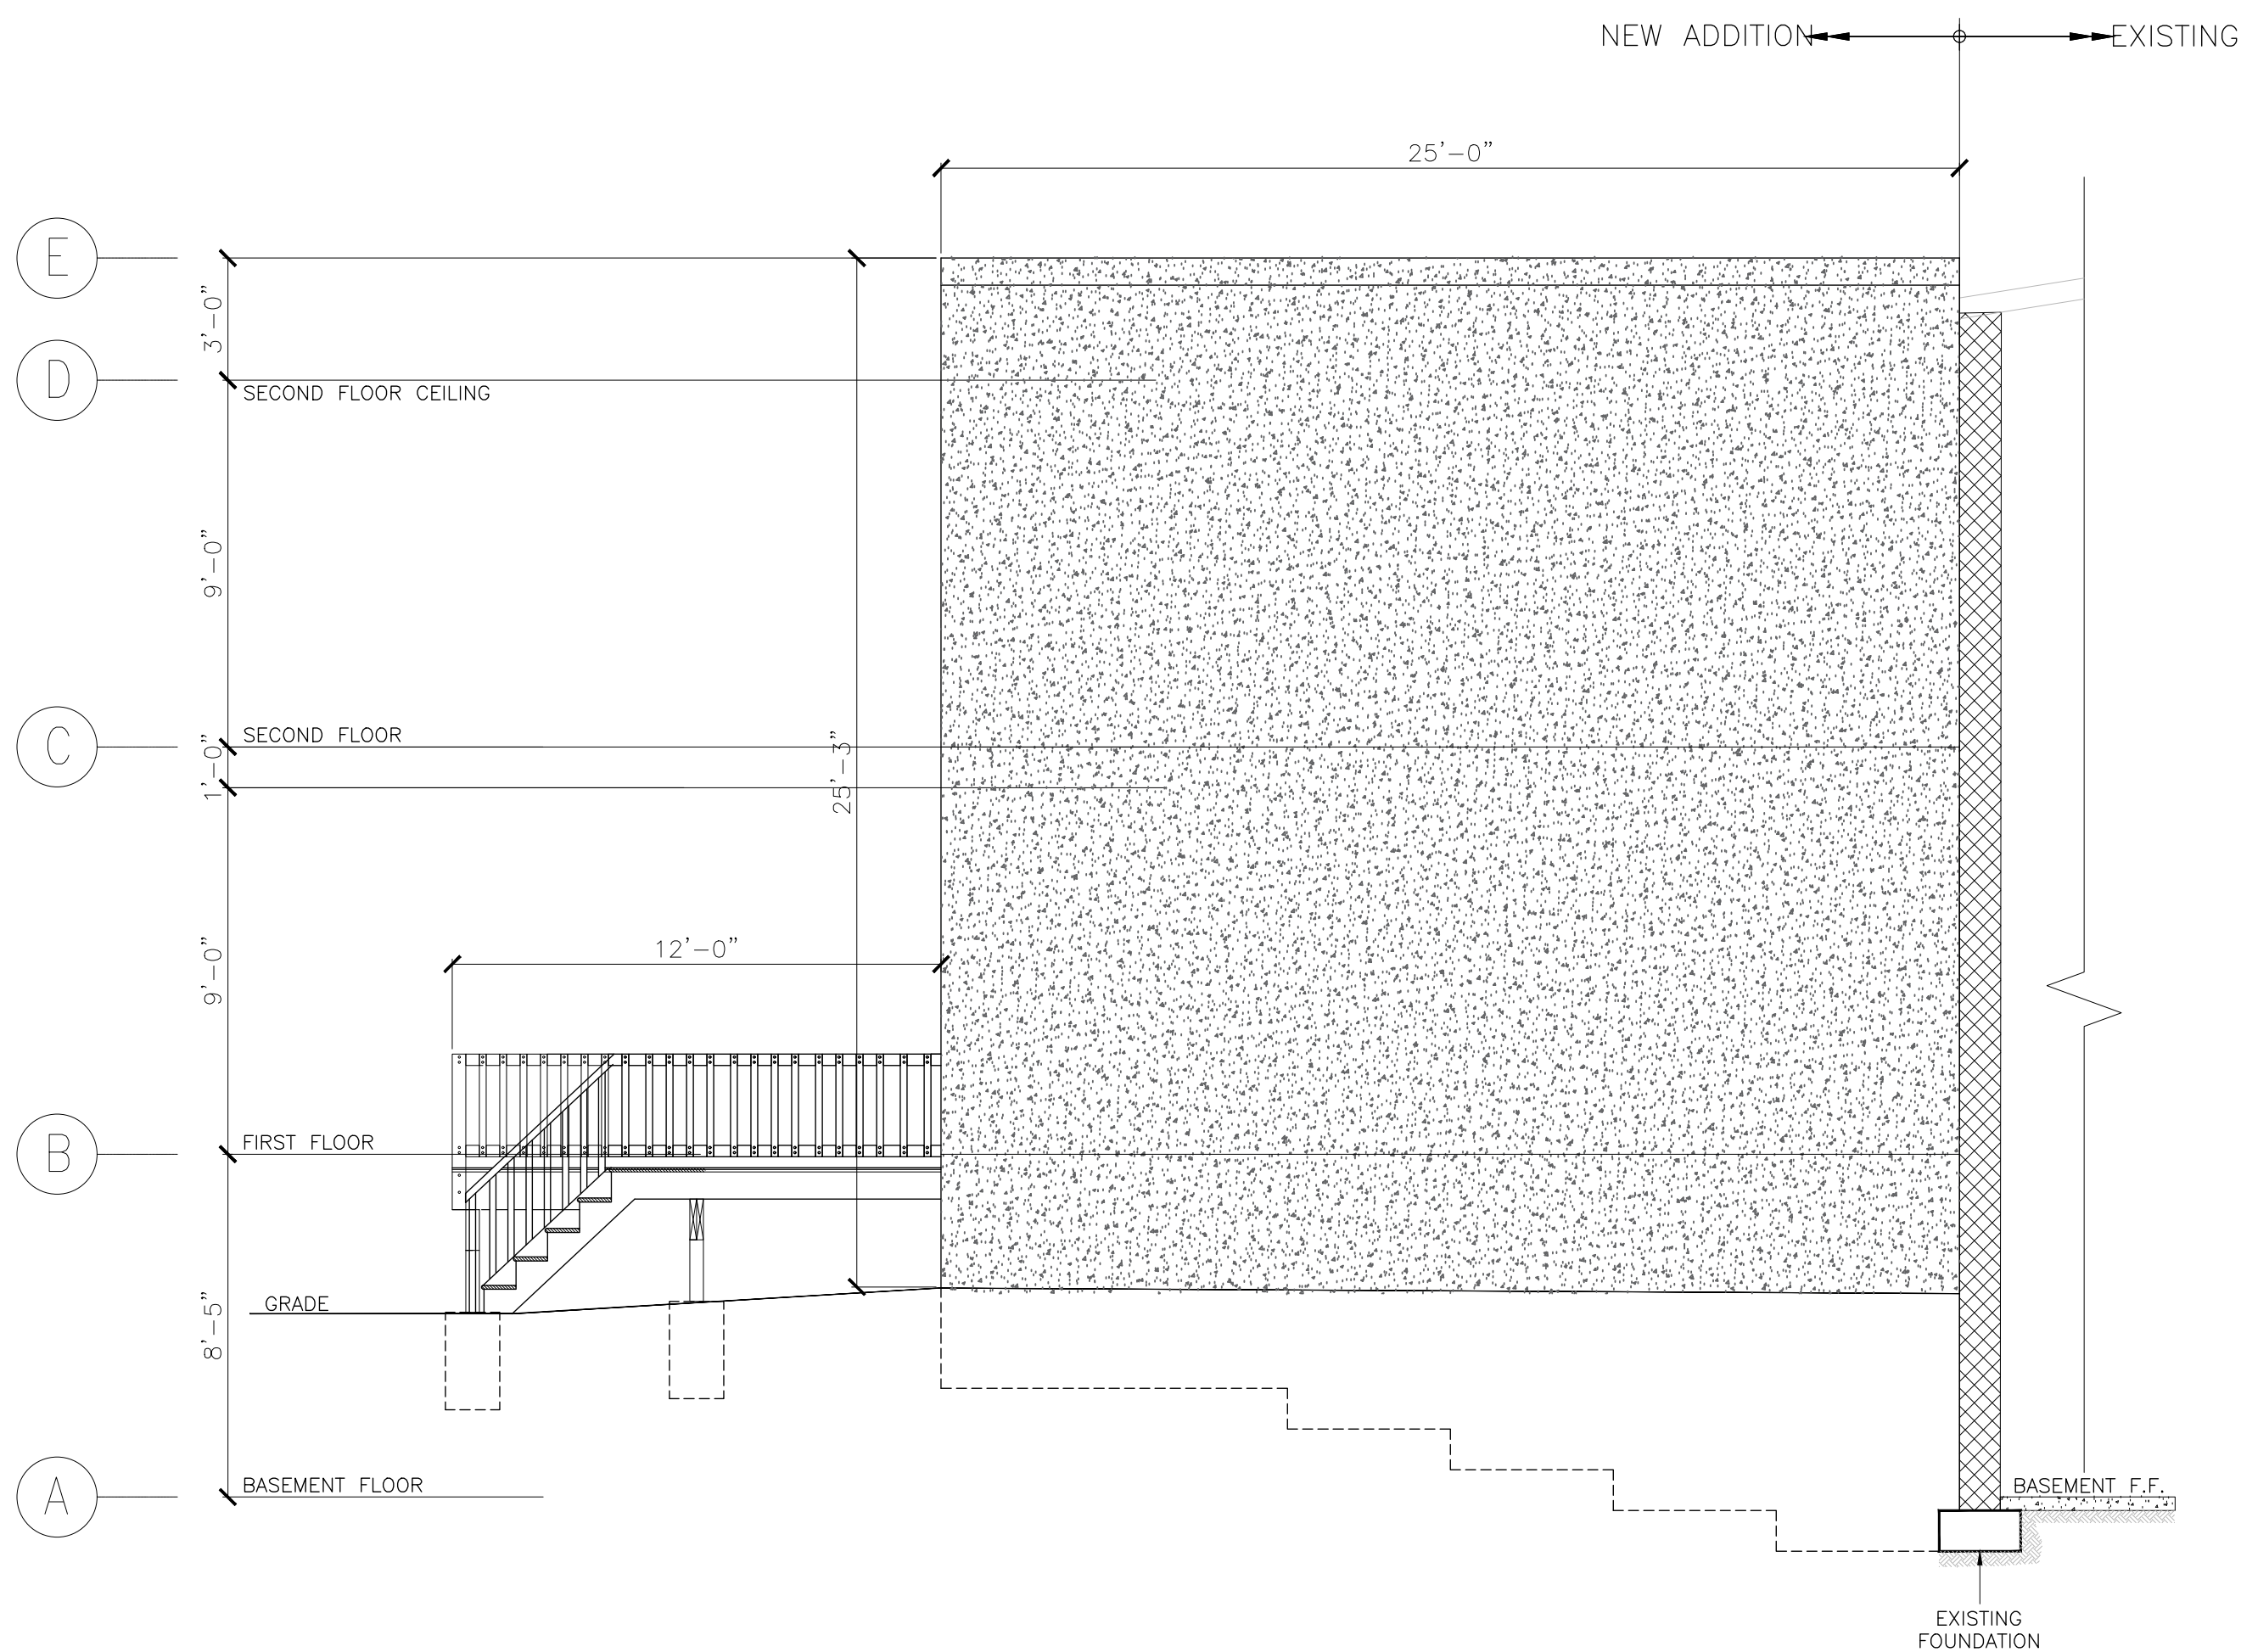 NEW ADDITION
EXISTING
25'-0"
E
3'-0"
D
SECOND FLOOR CEILING
9'-0"
SECOND FLOOR
C
1'-0"
25'-3"
9'-0"
12'-0"
FIRST FLOOR
B
GRADE
8'-5"
BASEMENT FLOOR
A
BASEMENT F.F.
EXISTING
FOUNDATION